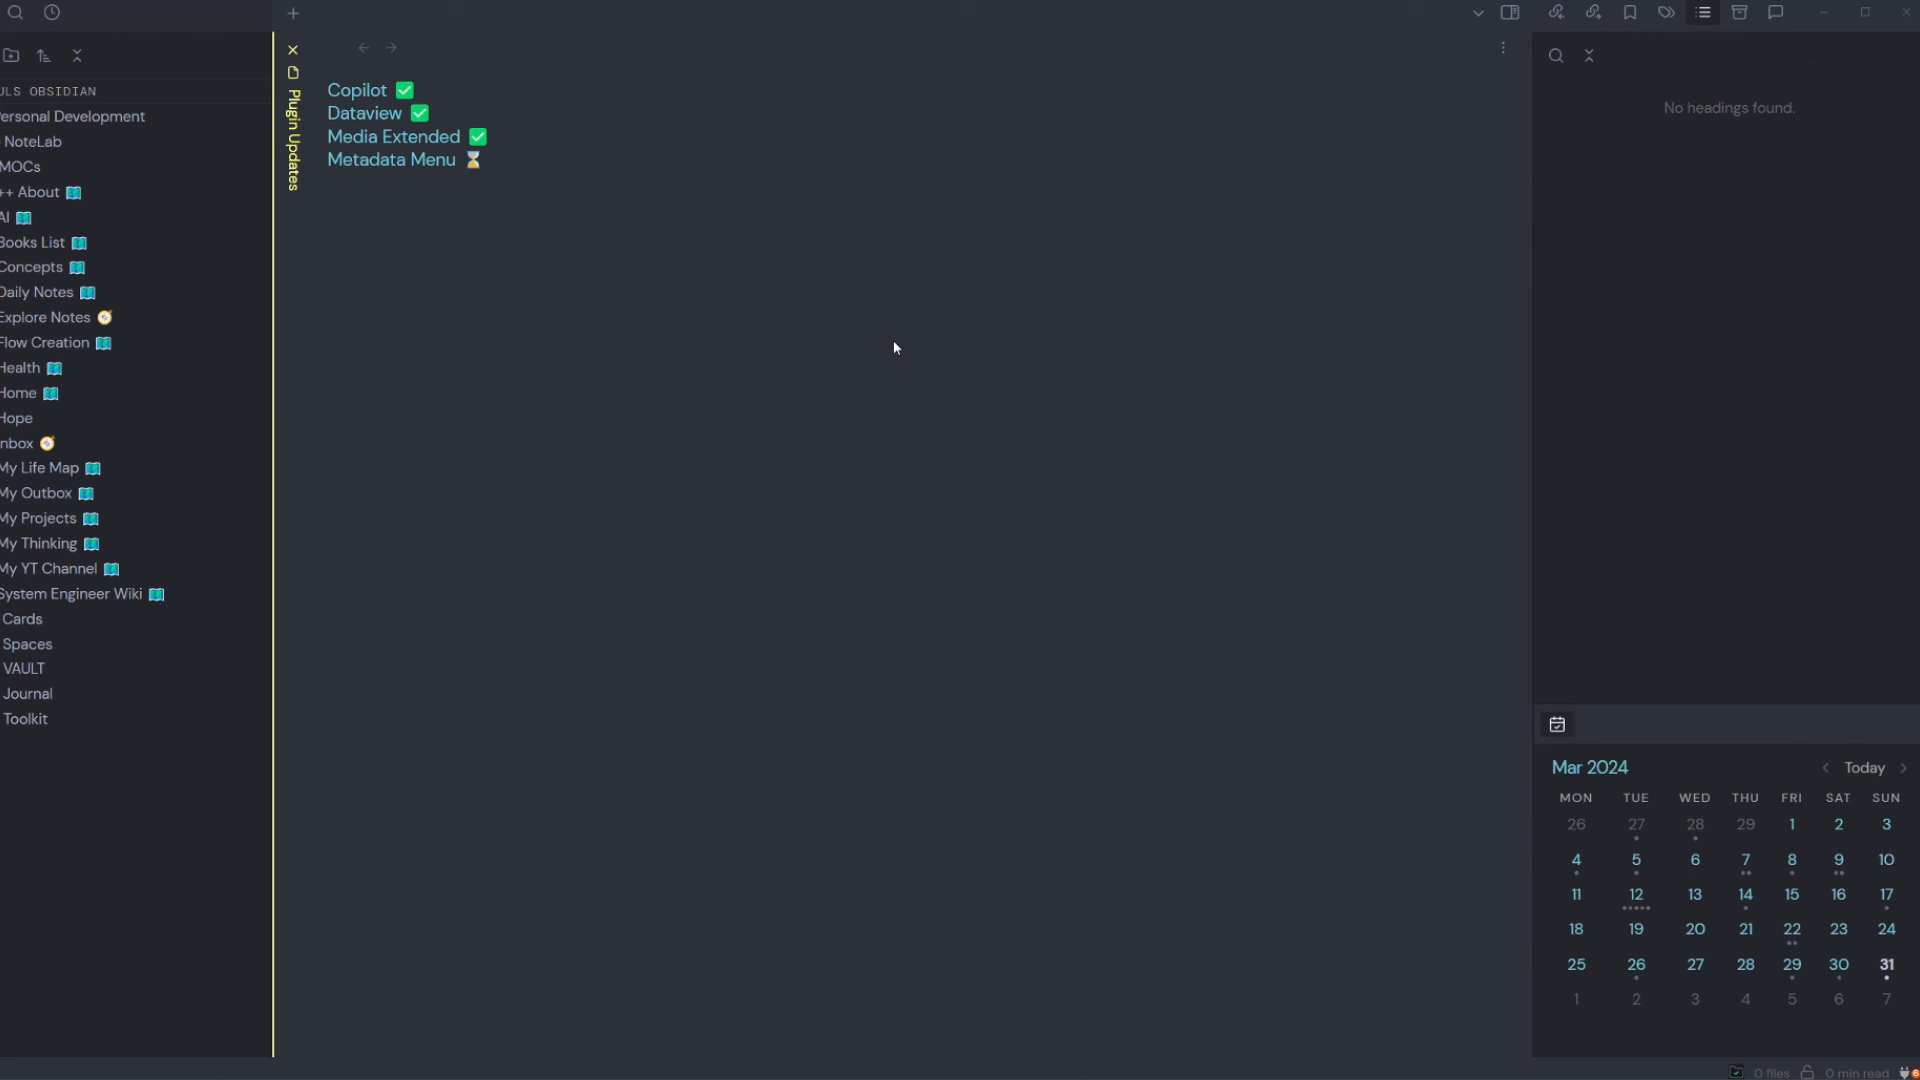 ULS OBSIDIAN
Personal Development
NoteLab
MOCs
++ About
AI
Books List
Concepts
Daily Notes
Explore Notes
Flow Creation
Health
Home
Hope
Inbox
My Life Map
My Outbox
My Projects
My Thinking
My YT Channel
System Engineer Wiki
Cards
Spaces
VAULT
Journal
Toolkit
Plugin Updates
Copilot ✅
Dataview ✅
Media Extended ✅
Metadata Menu ⌛
No headings found.
Mar 2024
Today
MON TUE WED THU FRI SAT SUN
26 27 28 29 1 2 3
4 5 6 7 8 9 10
11 12 13 14 15 16 17
18 19 20 21 22 23 24
25 26 27 28 29 30 31
1 2 3 4 5 6 7
0 files 0 min read